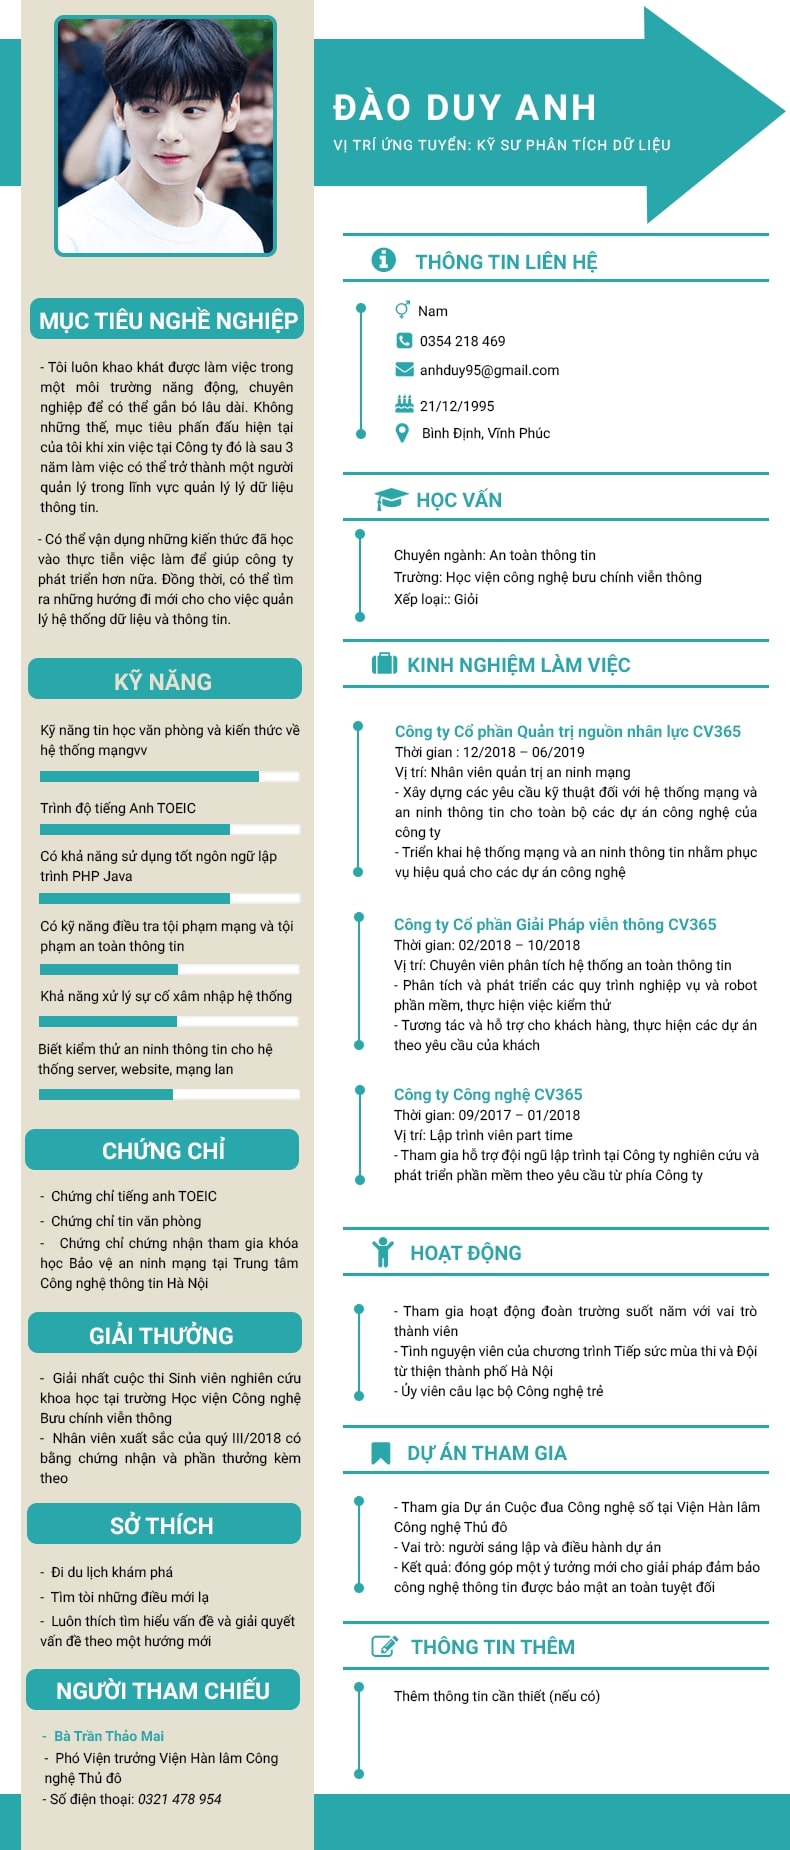 ĐÀO DUY ANH
VỊ TRÍ ỨNG TUYỂN: KỸ SƯ PHÂN TÍCH DỮ LIỆU
MỤC TIÊU NGHỀ NGHIỆP
- Tôi luôn khao khát được làm việc trong
một môi trường năng động, chuyên
nghiệp để có thể gắn bó lâu dài. Không
những thế, mục tiêu phấn đấu hiện tại
của tôi khi xin việc tại Công ty đó là sau 3
năm làm việc có thể trở thành một người
quản lý trong lĩnh vực quản lý lý dữ liệu
thông tin.
- Có thể vận dụng những kiến thức đã học
vào thực tiễn việc làm để giúp công ty
phát triển hơn nữa. Đồng thời, có thể tìm
ra những hướng đi mới cho cho việc quản
lý hệ thống dữ liệu và thông tin.
KỸ NĂNG
Kỹ năng tin học văn phòng và kiến thức về
hệ thống mạngvv
Trình độ tiếng Anh TOEIC
Có khả năng sử dụng tốt ngôn ngữ lập
trình PHP Java
Có kỹ năng điều tra tội phạm mạng và tội
phạm an toàn thông tin
Khả năng xử lý sự cố xâm nhập hệ thống
Biết kiểm thử an ninh thông tin cho hệ
thống server, website, mạng lan
CHỨNG CHỈ
- Chứng chỉ tiếng anh TOEIC
- Chứng chỉ tin văn phòng
- Chứng chỉ chứng nhận tham gia khóa
học Bảo vệ an ninh mạng tại Trung tâm
Công nghệ thông tin Hà Nội
GIẢI THƯỞNG
- Giải nhất cuộc thi Sinh viên nghiên cứu
khoa học tại trường Học viện Công nghệ
Bưu chính viễn thông
- Nhân viên xuất sắc của quý III/2018 có
bằng chứng nhận và phần thưởng kèm
theo
SỞ THÍCH
- Đi du lịch khám phá
- Tìm tòi những điều mới lạ
- Luôn thích tìm hiểu vấn đề và giải quyết
vấn đề theo một hướng mới
NGƯỜI THAM CHIẾU
- Bà Trần Thảo Mai
- Phó Viện trưởng Viện Hàn lâm Công
nghệ Thủ đô
- Số điện thoại: 0321 478 954
THÔNG TIN LIÊN HỆ
Nam
0354 218 469
anhduy95@gmail.com
21/12/1995
Bình Định, Vĩnh Phúc
HỌC VẤN
Chuyên ngành: An toàn thông tin
Trường: Học viện công nghệ bưu chính viễn thông
Xếp loại:: Giỏi
KINH NGHIỆM LÀM VIỆC
Công ty Cổ phần Quản trị nguồn nhân lực CV365
Thời gian : 12/2018 – 06/2019
Vị trí: Nhân viên quản trị an ninh mạng
- Xây dựng các yêu cầu kỹ thuật đối với hệ thống mạng và
an ninh thông tin cho toàn bộ các dự án công nghệ của
công ty
- Triển khai hệ thống mạng và an ninh thông tin nhằm phục
vụ hiệu quả cho các dự án công nghệ
Công ty Cổ phần Giải Pháp viễn thông CV365
Thời gian: 02/2018 – 10/2018
Vị trí: Chuyên viên phân tích hệ thống an toàn thông tin
- Phân tích và phát triển các quy trình nghiệp vụ và robot
phần mềm, thực hiện việc kiểm thử
- Tương tác và hỗ trợ cho khách hàng, thực hiện các dự án
theo yêu cầu của khách
Công ty Công nghệ CV365
Thời gian: 09/2017 – 01/2018
Vị trí: Lập trình viên part time
- Tham gia hỗ trợ đội ngũ lập trình tại Công ty nghiên cứu và
phát triển phần mềm theo yêu cầu từ phía Công ty
HOẠT ĐỘNG
- Tham gia hoạt động đoàn trường suốt năm với vai trò
thành viên
- Tình nguyện viên của chương trình Tiếp sức mùa thi và Đội
từ thiện thành phố Hà Nội
- Ủy viên câu lạc bộ Công nghệ trẻ
DỰ ÁN THAM GIA
- Tham gia Dự án Cuộc đua Công nghệ số tại Viện Hàn lâm
Công nghệ Thủ đô
- Vai trò: người sáng lập và điều hành dự án
- Kết quả: đóng góp một ý tưởng mới cho giải pháp đảm bảo
công nghệ thông tin được bảo mật an toàn tuyệt đối
THÔNG TIN THÊM
Thêm thông tin cần thiết (nếu có)